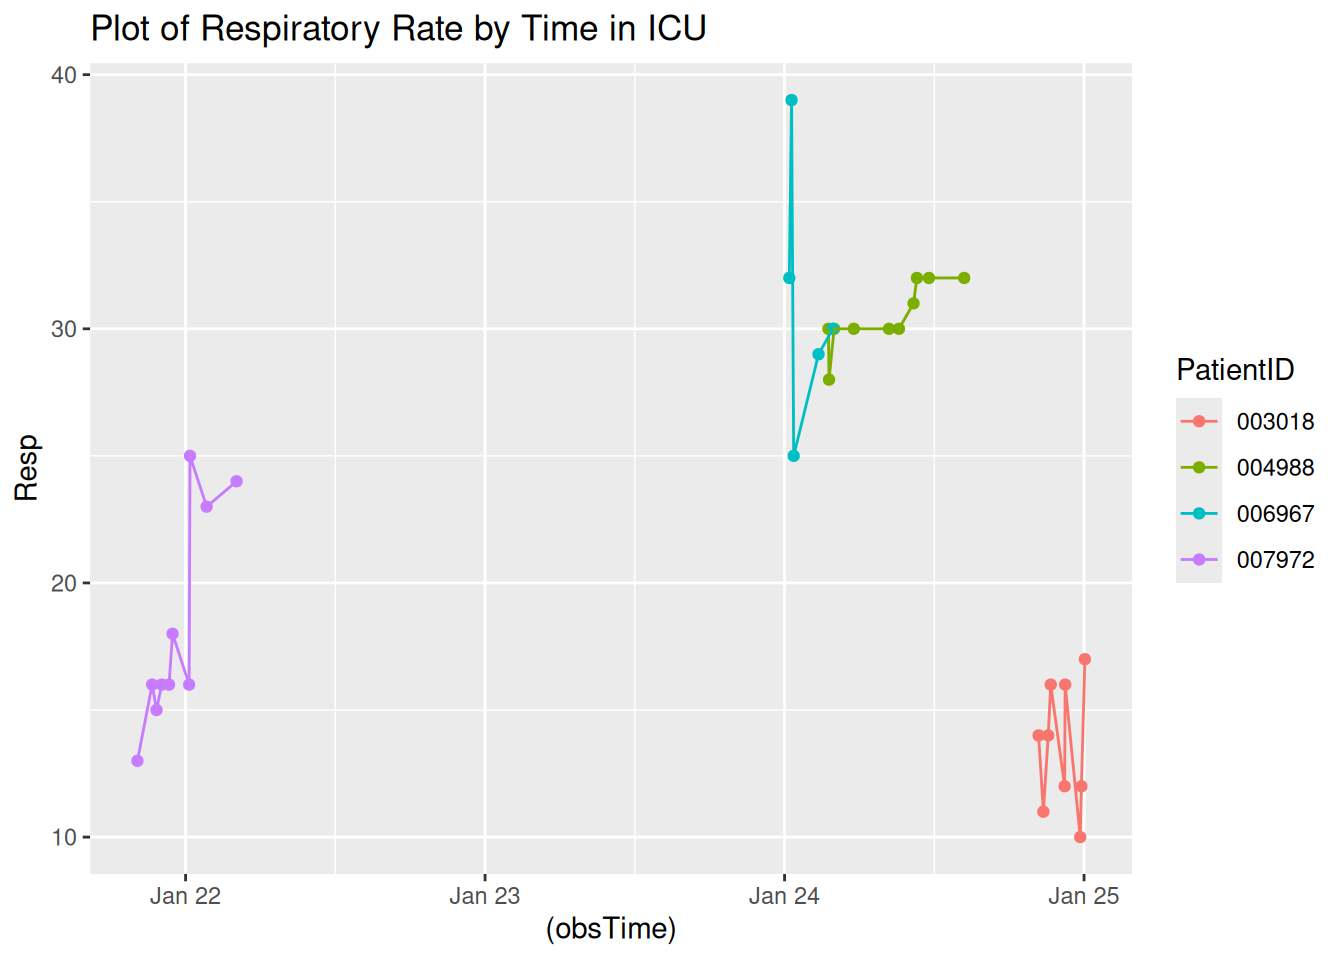 Plot of Respiratory Rate by Time in ICU
40
30
20
10
Resp
Jan 22
Jan 23
Jan 24
Jan 25
(obsTime)
PatientID
003018
004988
006967
007972